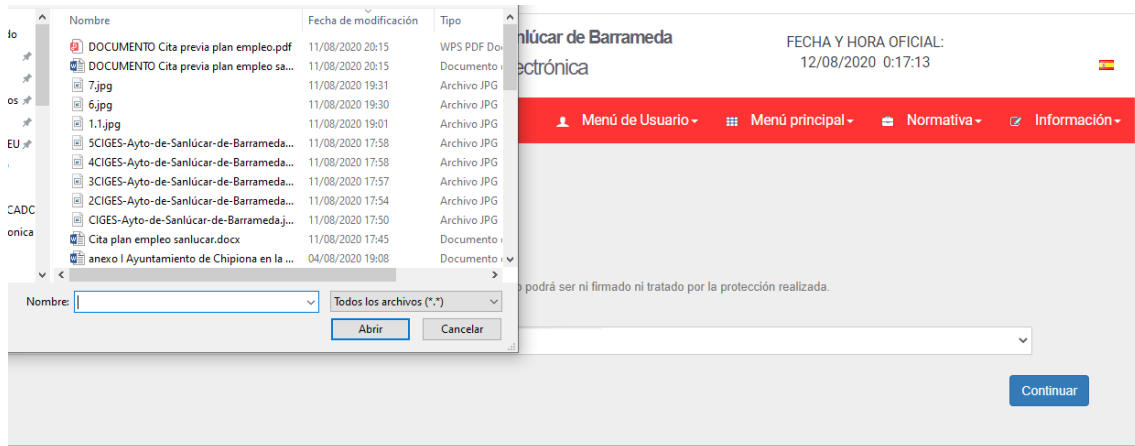 Nombre Fecha de modificación Tipo
DOCUMENTO Cita previa plan empleo.pdf 11/08/2020 20:15 WPS PDF Do
DOCUMENTO Cita previa plan empleo sa... 11/08/2020 20:15 Documento
7.jpg 11/08/2020 19:31 Archivo JPG
6.jpg 11/08/2020 19:30 Archivo JPG
1.1.jpg 11/08/2020 19:01 Archivo JPG
5CIGES-Ayto-de-Sanlúcar-de-Barrameda... 11/08/2020 17:58 Archivo JPG
4CIGES-Ayto-de-Sanlúcar-de-Barrameda... 11/08/2020 17:58 Archivo JPG
3CIGES-Ayto-de-Sanlúcar-de-Barrameda... 11/08/2020 17:57 Archivo JPG
2CIGES-Ayto-de-Sanlúcar-de-Barrameda... 11/08/2020 17:54 Archivo JPG
CIGES-Ayto-de-Sanlúcar-de-Barrameda.j... 11/08/2020 17:50 Archivo JPG
Cita plan empleo sanlucar.docx 11/08/2020 17:45 Documento
anexo I Ayuntamiento de Chipiona en la ... 04/08/2020 19:08 Documento
do
os
EU
CADO
onica
Nombre: Todos los archivos (*.*)
Abrir Cancelar
nlúcar de Barrameda
ectrónica
FECHA Y HORA OFICIAL:
12/08/2020 0:17:13
Menú de Usuario Menú principal Normativa Información
o podrá ser ni firmado ni tratado por la protección realizada.
Continuar